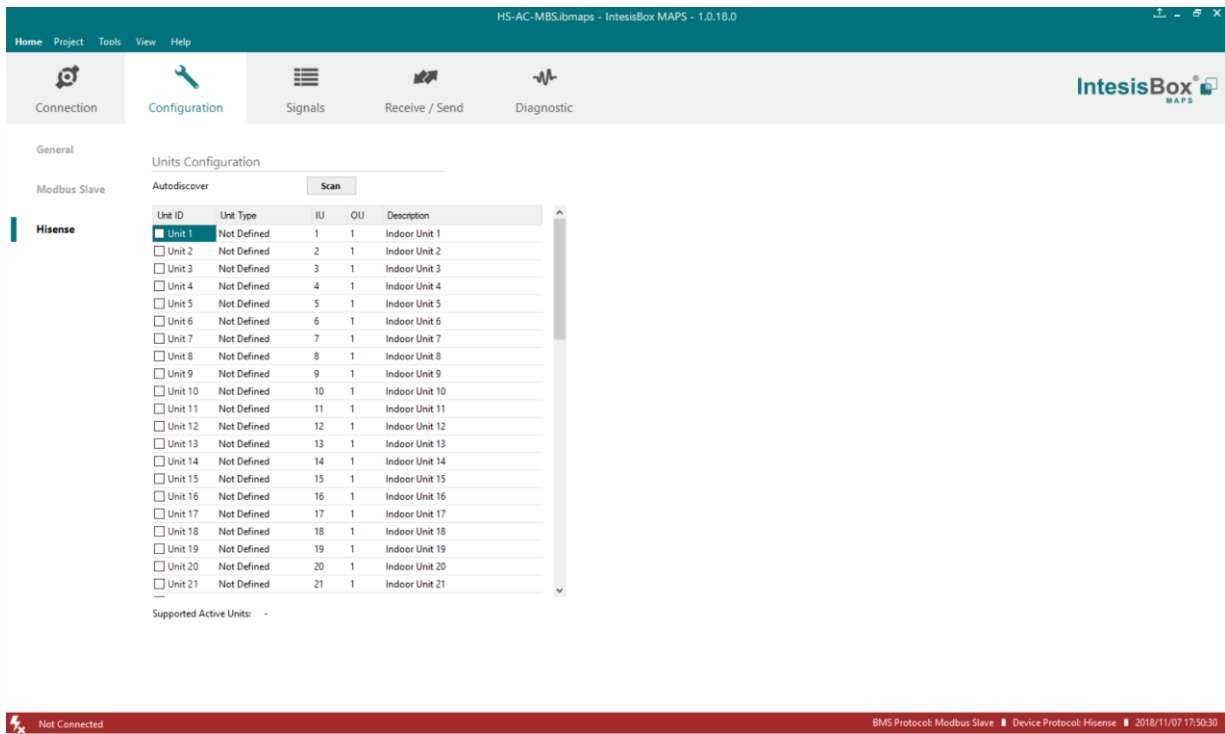 HS-AC-MBS.ibmaps - IntesisBox MAPS - 1.0.18.0
Home Project Tools View Help
Connection Configuration Signals Receive / Send Diagnostic
IntesisBox®
MAPS
General
Modbus Slave
Hisense
Units Configuration
Autodiscover Scan
Unit ID Unit Type IU OU Description
Unit 1 Not Defined 1 1 Indoor Unit 1
Unit 2 Not Defined 2 1 Indoor Unit 2
Unit 3 Not Defined 3 1 Indoor Unit 3
Unit 4 Not Defined 4 1 Indoor Unit 4
Unit 5 Not Defined 5 1 Indoor Unit 5
Unit 6 Not Defined 6 1 Indoor Unit 6
Unit 7 Not Defined 7 1 Indoor Unit 7
Unit 8 Not Defined 8 1 Indoor Unit 8
Unit 9 Not Defined 9 1 Indoor Unit 9
Unit 10 Not Defined 10 1 Indoor Unit 10
Unit 11 Not Defined 11 1 Indoor Unit 11
Unit 12 Not Defined 12 1 Indoor Unit 12
Unit 13 Not Defined 13 1 Indoor Unit 13
Unit 14 Not Defined 14 1 Indoor Unit 14
Unit 15 Not Defined 15 1 Indoor Unit 15
Unit 16 Not Defined 16 1 Indoor Unit 16
Unit 17 Not Defined 17 1 Indoor Unit 17
Unit 18 Not Defined 18 1 Indoor Unit 18
Unit 19 Not Defined 19 1 Indoor Unit 19
Unit 20 Not Defined 20 1 Indoor Unit 20
Unit 21 Not Defined 21 1 Indoor Unit 21
Supported Active Units: -
Not Connected
BMS Protocol: Modbus Slave Device Protocol: Hisense 2018/11/07 17:50:30